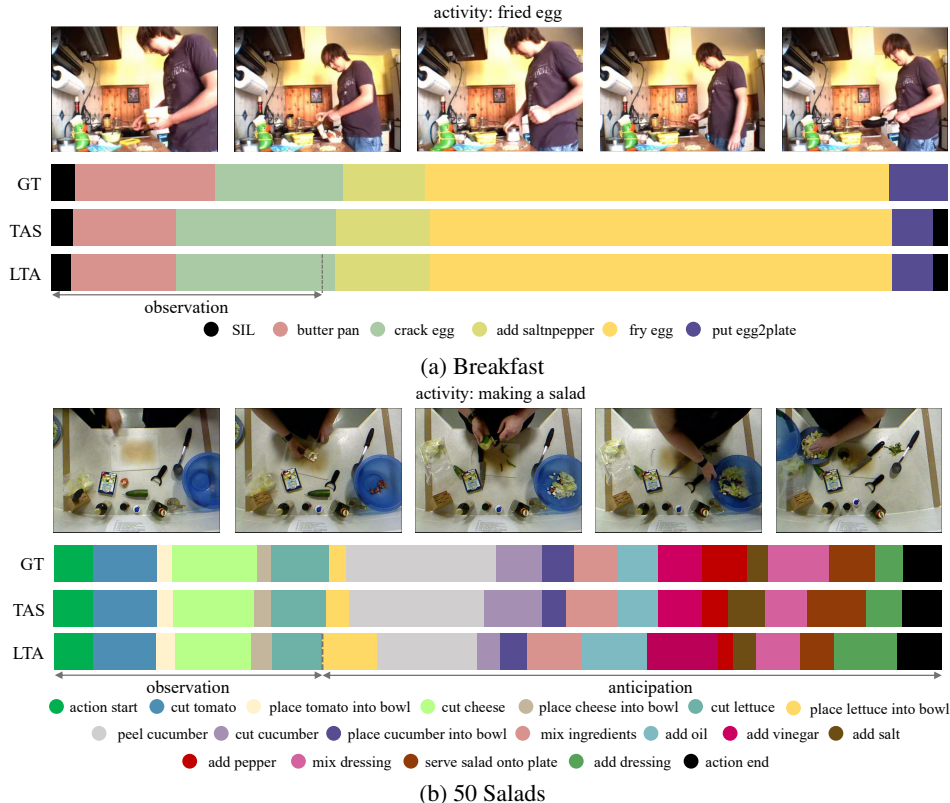 activity: fried egg
GT
TAS
LTA
observation
SIL butter pan crack egg add saltnpepper fry egg put egg2plate
(a) Breakfast
activity: making a salad
GT
TAS
LTA
observation anticipation
action start cut tomato place tomato into bowl cut cheese place cheese into bowl cut lettuce place lettuce into bowl
peel cucumber cut cucumber place cucumber into bowl mix ingredients add oil add vinegar add salt
add pepper mix dressing serve salad onto plate add dressing action end
(b) 50 Salads